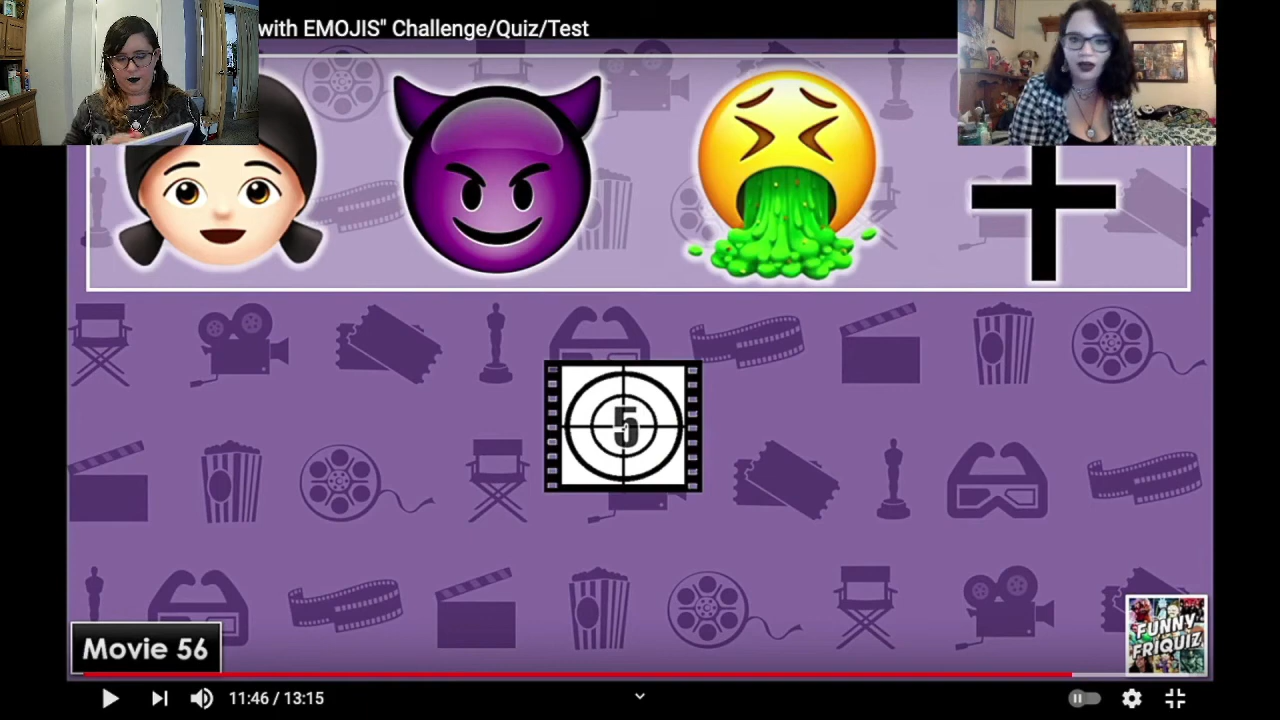 with EMOJIS" Challenge/Quiz/Test
5
Movie 56
FUNNY
FRIQUIZ
11:46 / 13:15